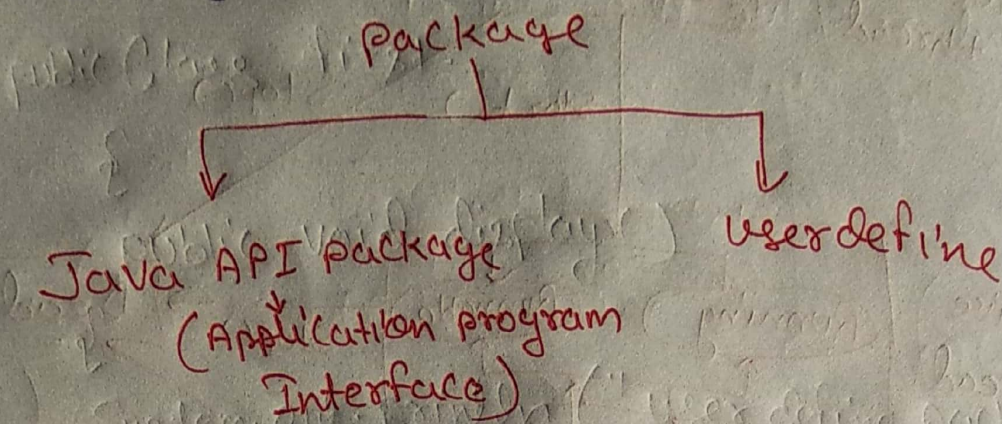 Package
Java API package
userdefine
(Application program
Interface)